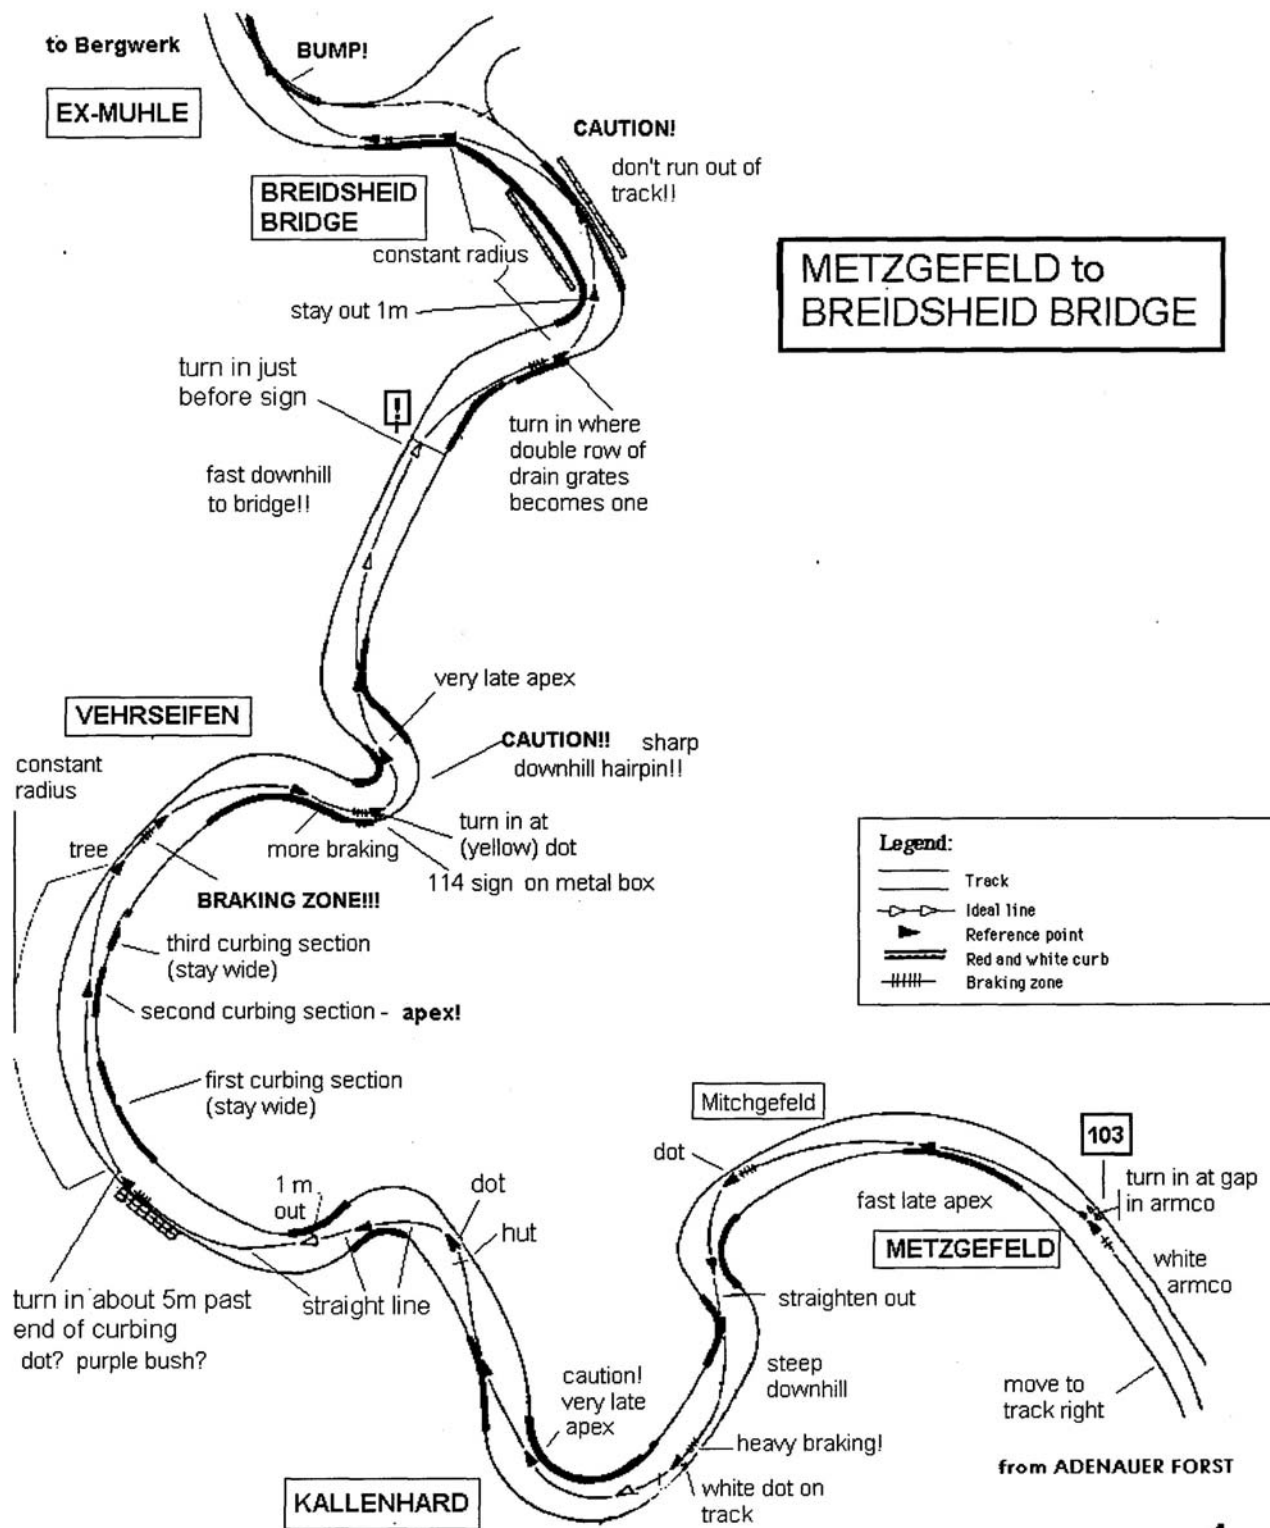 to Bergwerk
BUMP!
EX-MUHLE
CAUTION!
don't run out of
track!!
BREIDSHEID
BRIDGE
constant radius
METZGEFELD to
BREIDSHEID BRIDGE
stay out 1m
turn in just
before sign
!
turn in where
double row of
drain grates
becomes one
fast downhill
to bridge!!
very late apex
VEHRSEIFEN
CAUTION!! sharp
downhill hairpin!!
constant
radius
tree
more braking
turn in at
(yellow) dot
114 sign on metal box
BRAKING ZONE!!!
third curbing section
(stay wide)
second curbing section - apex!
first curbing section
(stay wide)
Legend:
Track
Ideal line
Reference point
Red and white curb
Braking zone
Mitchgefeld
103
dot
turn in at gap
in armco
fast late apex
METZGEFELD
white
armco
1 m
out
dot
hut
straighten out
turn in about 5m past
end of curbing
dot? purple bush?
straight line
steep
downhill
caution!
very late
apex
move to
track right
heavy braking!
from ADENAUER FORST
white dot on
track
KALLENHARD